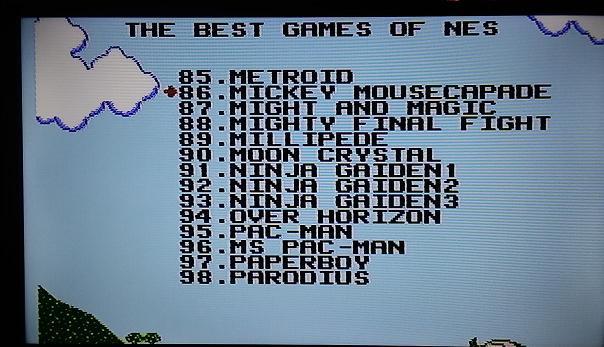 THE BEST GAMES OF NES
85.METROID
86.MICKEY MOUSECAPADE
87.MIGHT AND MAGIC
88.MIGHTY FINAL FIGHT
89.MILLIPEDE
90.MOON CRYSTAL
91.NINJA GAIDEN1
92.NINJA GAIDEN2
93.NINJA GAIDEN3
94.OVER HORIZON
95.PAC-MAN
96.MS PAC-MAN
97.PAPERBOY
98.PARODIUS